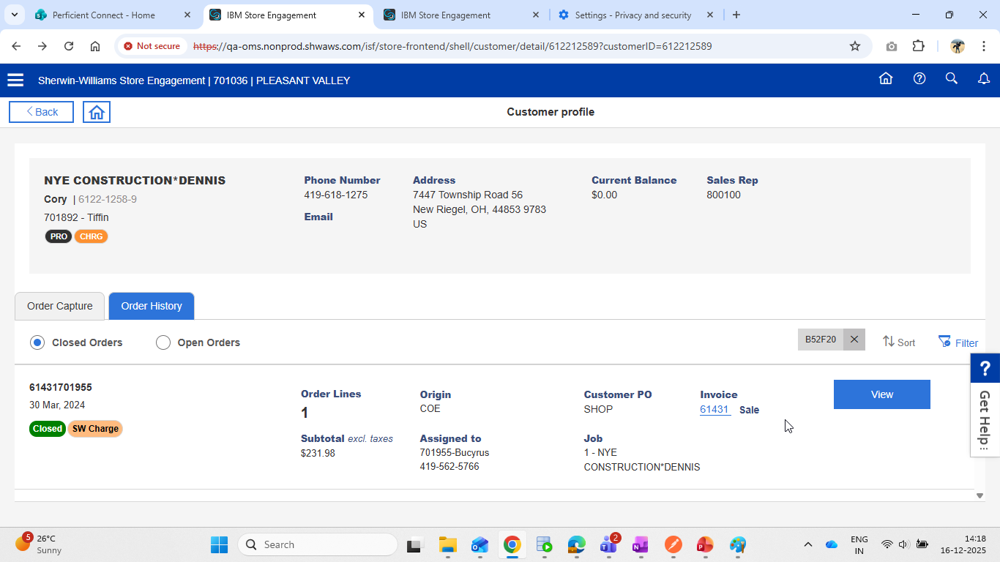 Perficient Connect - Home
IBM Store Engagement
IBM Store Engagement
Settings - Privacy and security
Not secure
https://qa-oms.nonprod.shwaws.com/isf/store-frontend/shell/customer/detail/612212589?customerID=612212589
Sherwin-Williams Store Engagement | 701036 | PLEASANT VALLEY
Back
Customer profile
NYE CONSTRUCTION*DENNIS
Cory | 6122-1258-9
701892 - Tiffin
PRO CHRG
Phone Number
419-618-1275
Email
Address
7447 Township Road 56
New Riegel, OH, 44853 9783
US
Current Balance
$0.00
Sales Rep
800100
Order Capture
Order History
Closed Orders
Open Orders
B52F20
Sort
Filter
61431701955
30 Mar, 2024
Closed SW Charge
Order Lines
1
Subtotal excl. taxes
$231.98
Origin
COE
Assigned to
701955-Bucyrus
419-562-5766
Customer PO
SHOP
Job
1 - NYE
CONSTRUCTION*DENNIS
Invoice
61431 Sale
View
? Get Help
5
26°C
Sunny
Search
2
ENG
IN
14:18
16-12-2025